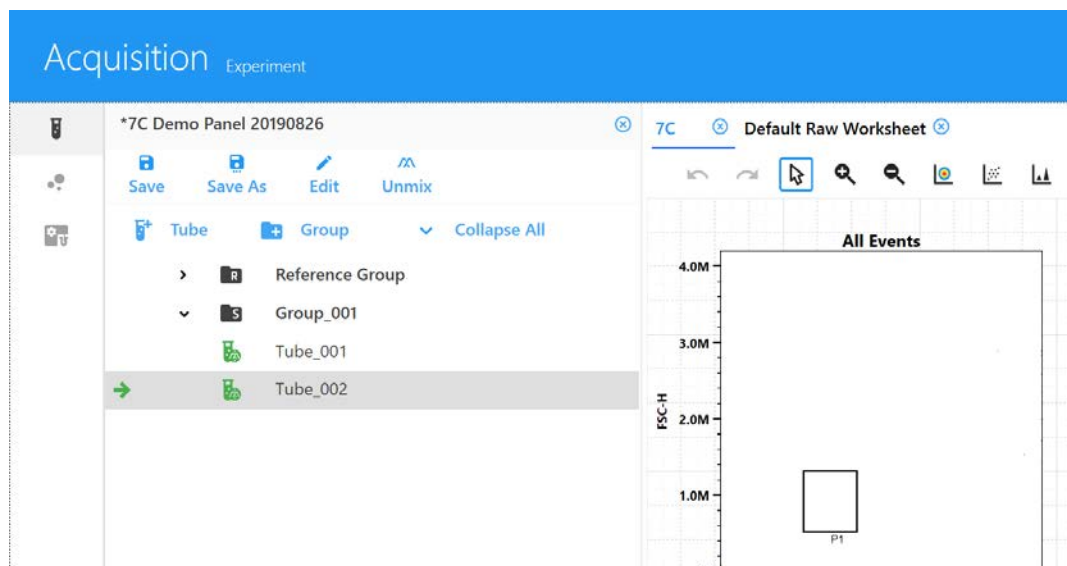 Acquisition Experiment
*7C Demo Panel 20190826
Save Save As Edit Unmix
Tube Group Collapse All
R Reference Group
S Group_001
Tube_001
Tube_002
7C Default Raw Worksheet
All Events
4.0M
3.0M
FSC-H
2.0M
1.0M
P1